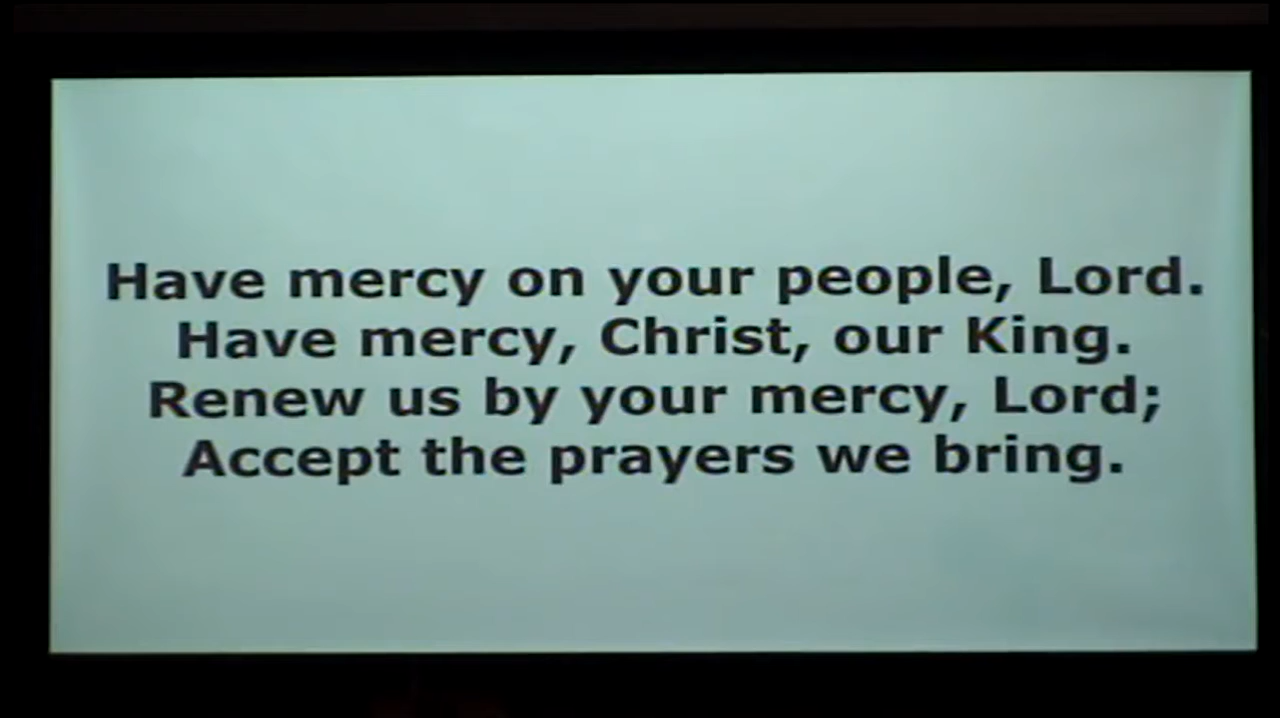 Have mercy on your people, Lord.
Have mercy, Christ, our King.
Renew us by your mercy, Lord;
Accept the prayers we bring.